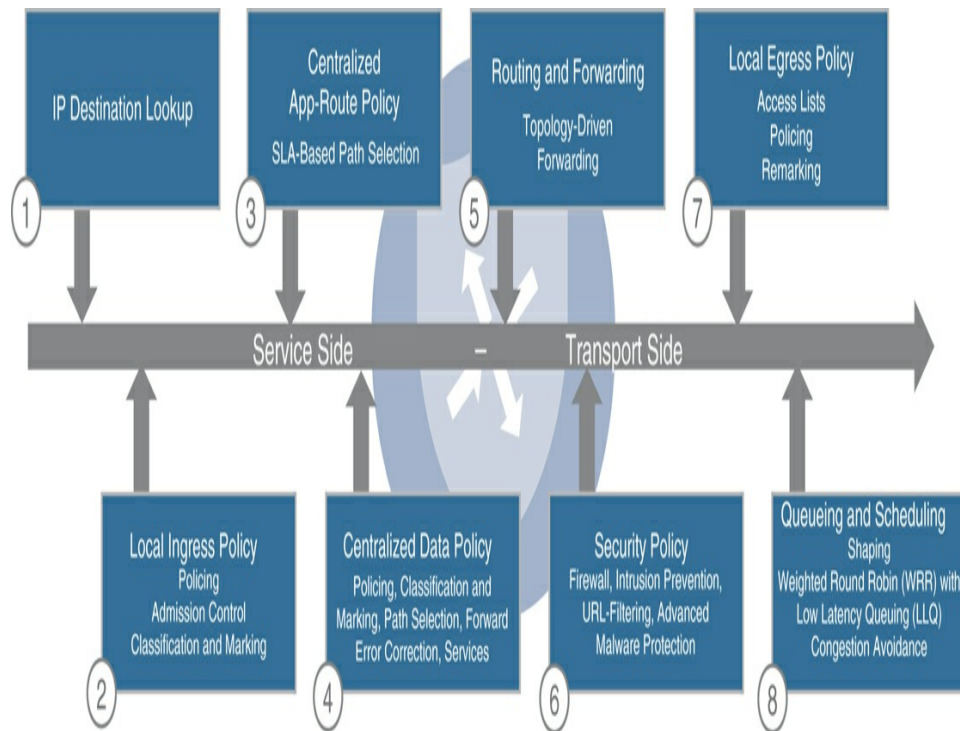 1
IP Destination Lookup
2
Local Ingress Policy
Policing
Admission Control
Classification and Marking
3
Centralized
App-Route Policy
SLA-Based Path Selection
4
Centralized Data Policy
Policing, Classification and
Marking, Path Selection, Forward
Error Correction, Services
5
Routing and Forwarding
Topology-Driven
Forwarding
6
Security Policy
Firewall, Intrusion Prevention,
URL-Filtering, Advanced
Malware Protection
7
Local Egress Policy
Access Lists
Policing
Remarking
8
Queueing and Scheduling
Shaping
Weighted Round Robin (WRR) with
Low Latency Queuing (LLQ)
Congestion Avoidance
Service Side – Transport Side